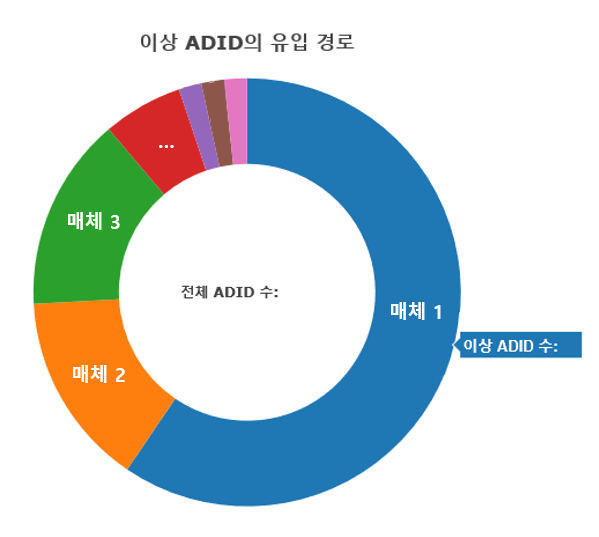 이상 ADID의 유입 경로
...
매체 3
전체 ADID 수:
매체 1
이상 ADID 수:
매체 2